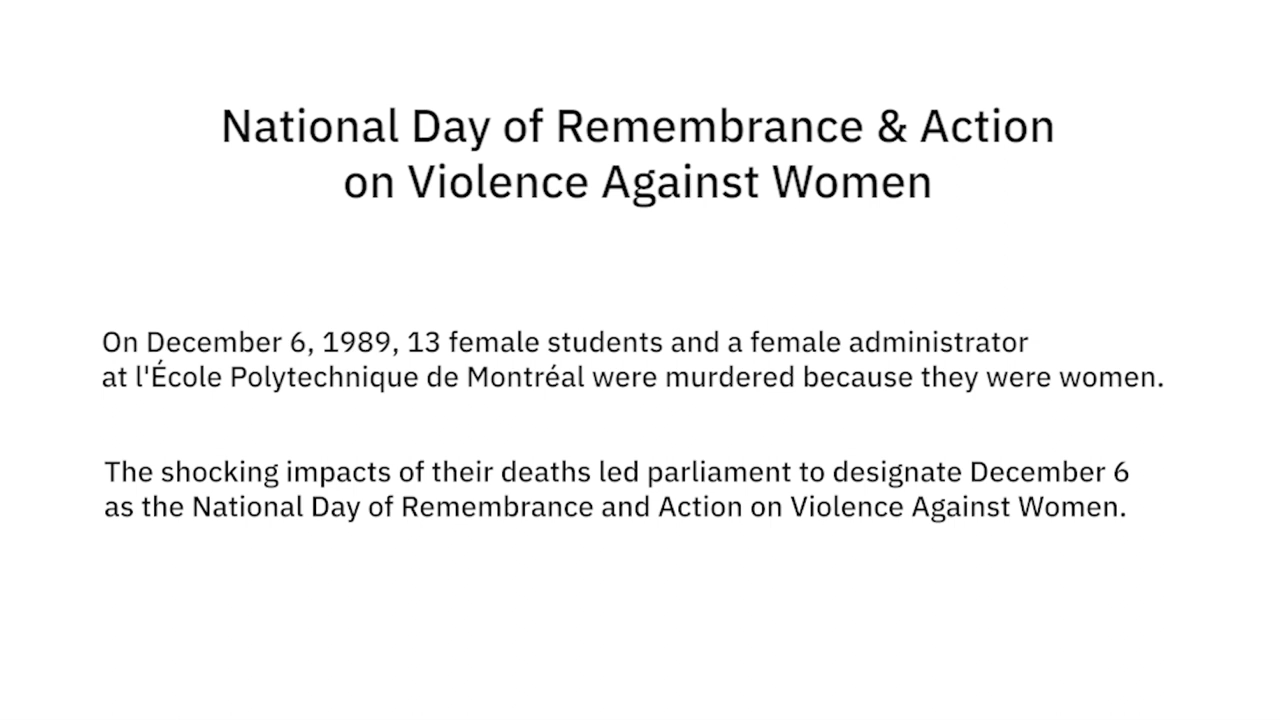 National Day of Remembrance & Action
on Violence Against Women
On December 6, 1989, 13 female students and a female administrator
at l'École Polytechnique de Montréal were murdered because they were women.
The shocking impacts of their deaths led parliament to designate December 6
as the National Day of Remembrance and Action on Violence Against Women.